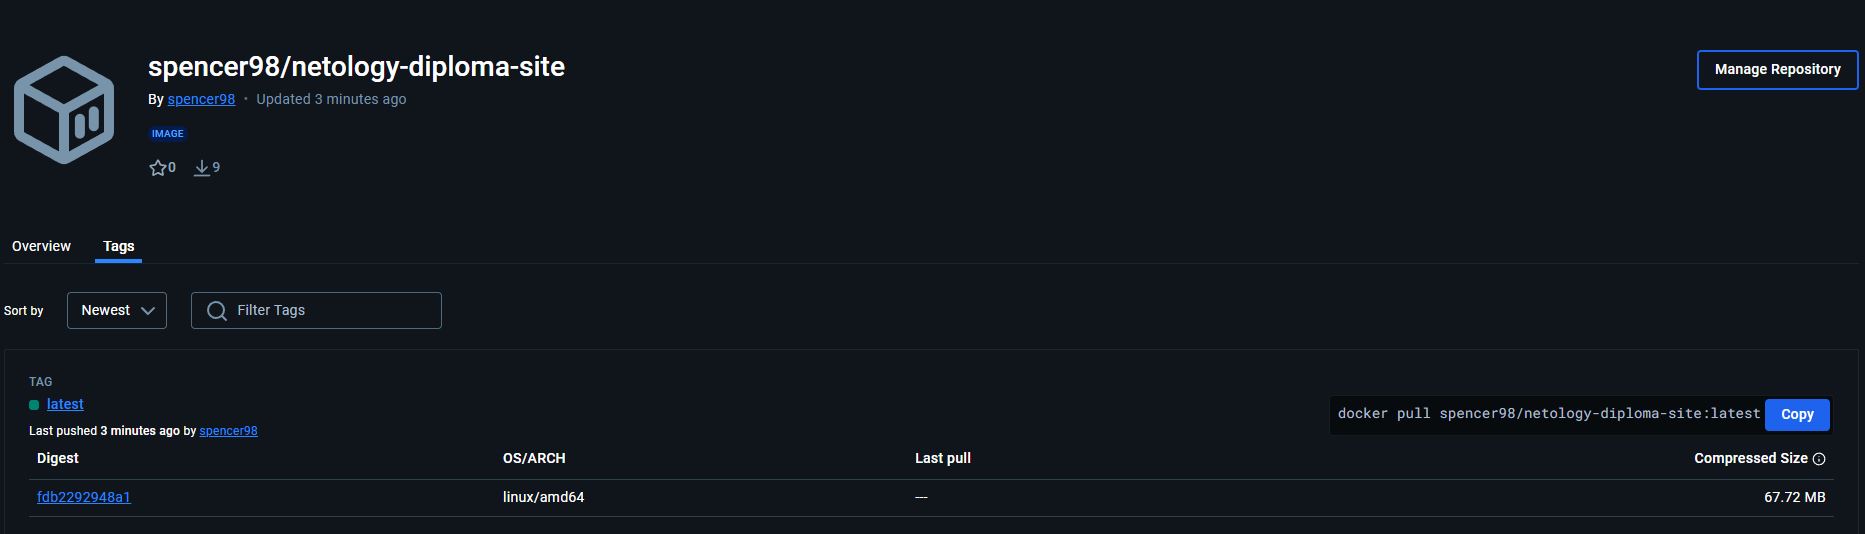 spencer98/netology-diploma-site
Manage Repository
By spencer98 · Updated 3 minutes ago
IMAGE
0 9
Overview Tags
Sort by Newest Filter Tags
TAG
latest
docker pull spencer98/netology-diploma-site:latest Copy
Last pushed 3 minutes ago by spencer98
Digest OS/ARCH Last pull Compressed Size
fdb2292948a1 linux/amd64 --- 67.72 MB